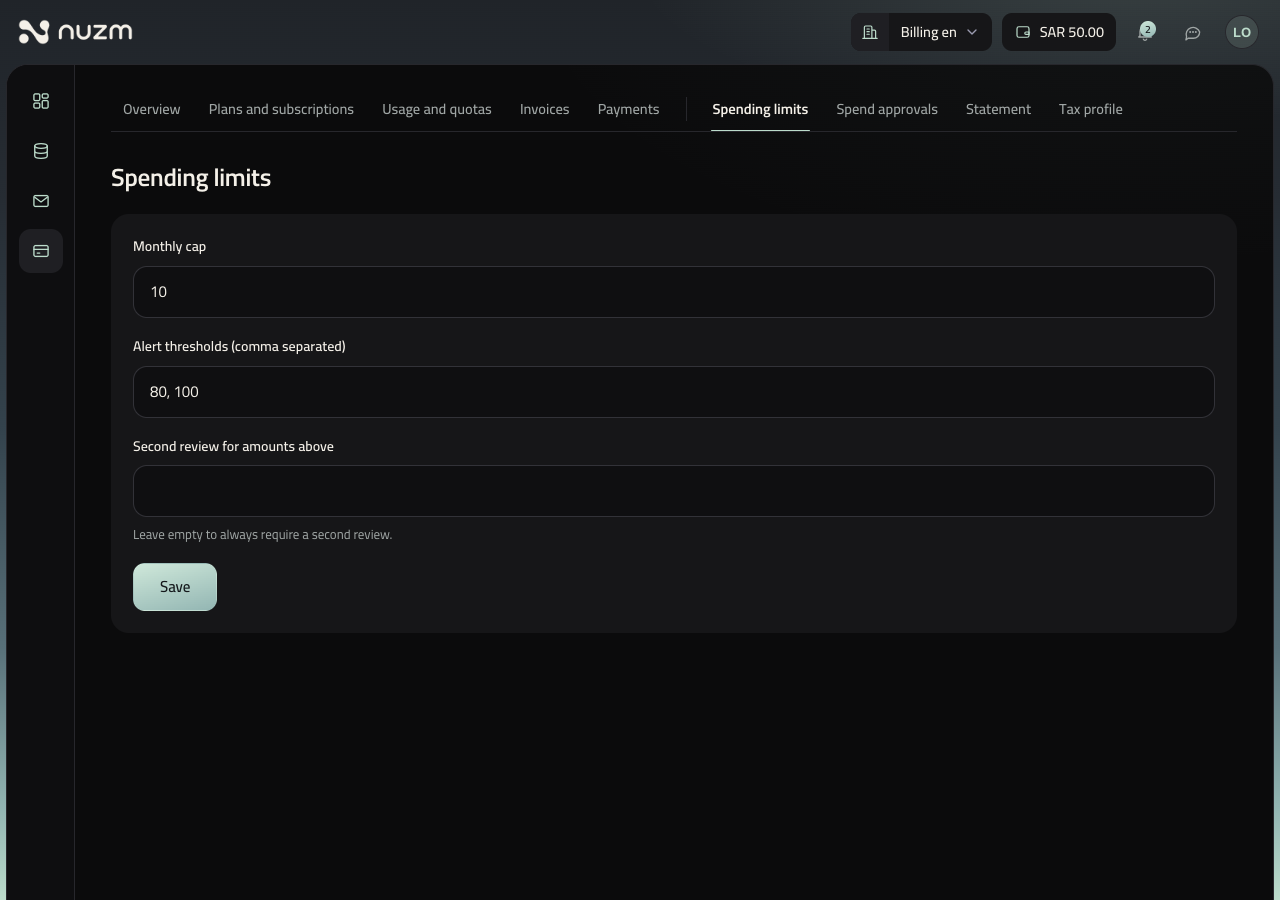 nuzm
Billing en
SAR 50.00
2
LO
Overview
Plans and subscriptions
Usage and quotas
Invoices
Payments
Spending limits
Spend approvals
Statement
Tax profile
Spending limits
Monthly cap
10
Alert thresholds (comma separated)
80, 100
Second review for amounts above
Leave empty to always require a second review.
Save